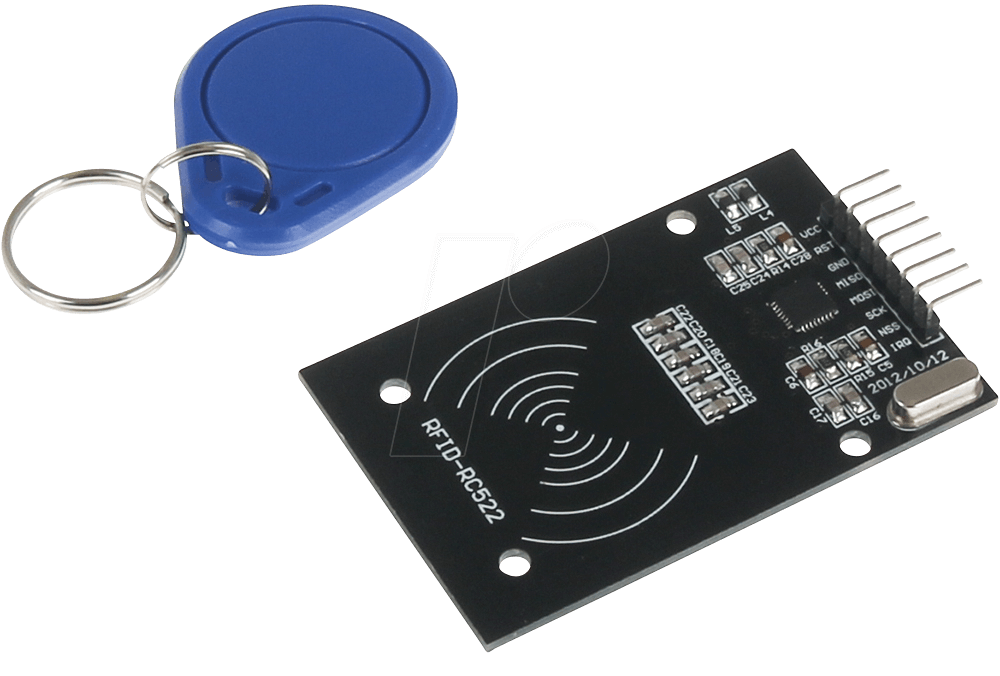 L5 L4
C25 C24 R14 C28
VCC
RST
GND
MISO
MOSI
SCK
NSS
IRQ
C22 C20 C18 C19 C21 C23
R16
C6
R15 C5
C17
C16
2012/10/12
RFID-RC522